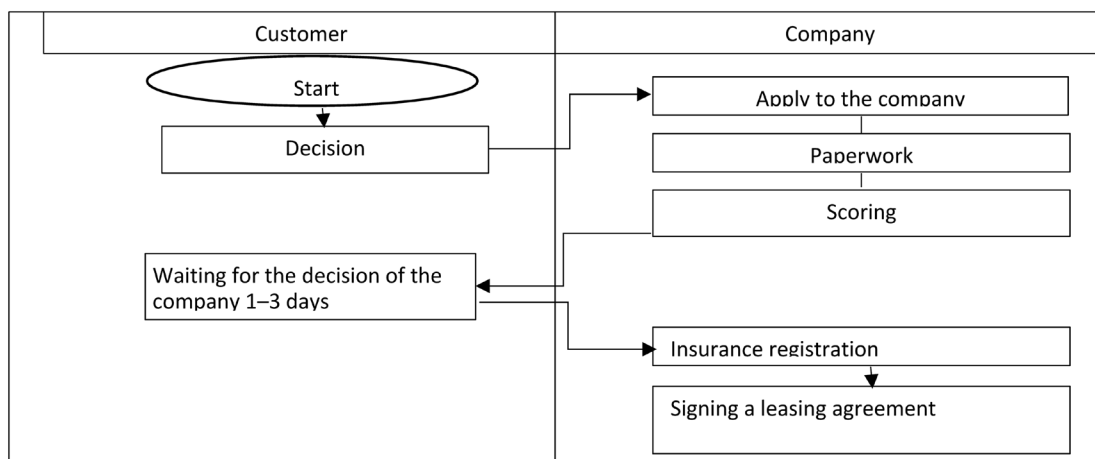 Customer
Company
Start
Decision
Apply to the company
Paperwork
Scoring
Waiting for the decision of the
company 1–3 days
Insurance registration
Signing a leasing agreement